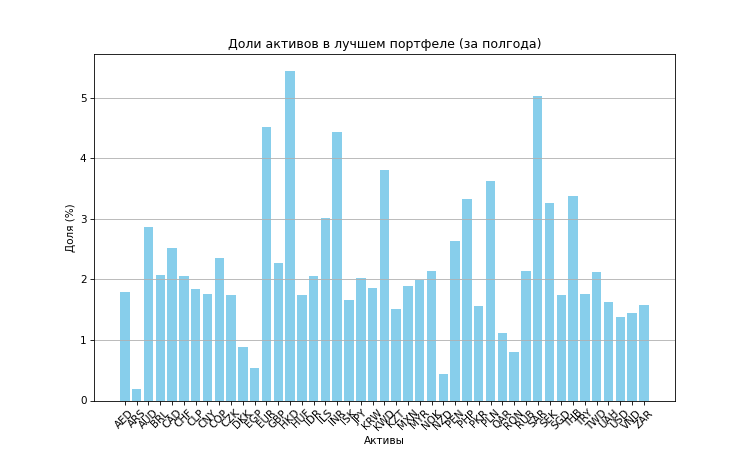 Доли активов в лучшем портфеле (за полгода)
Доля (%)
5
4
3
2
1
0
AED
ARS
AUD
BRL
CAD
CHF
CLP
CNY
COP
CZK
DKK
EGP
EUR
GBP
HKD
HUF
IDR
ILS
INR
ISK
JPY
KRW
KWD
KZT
MXN
MYR
NOK
NZD
PEN
PHP
PKR
PLN
QAR
RON
RUB
SAR
SEK
SGD
THB
TRY
TWD
UAH
USD
VND
ZAR
Активы